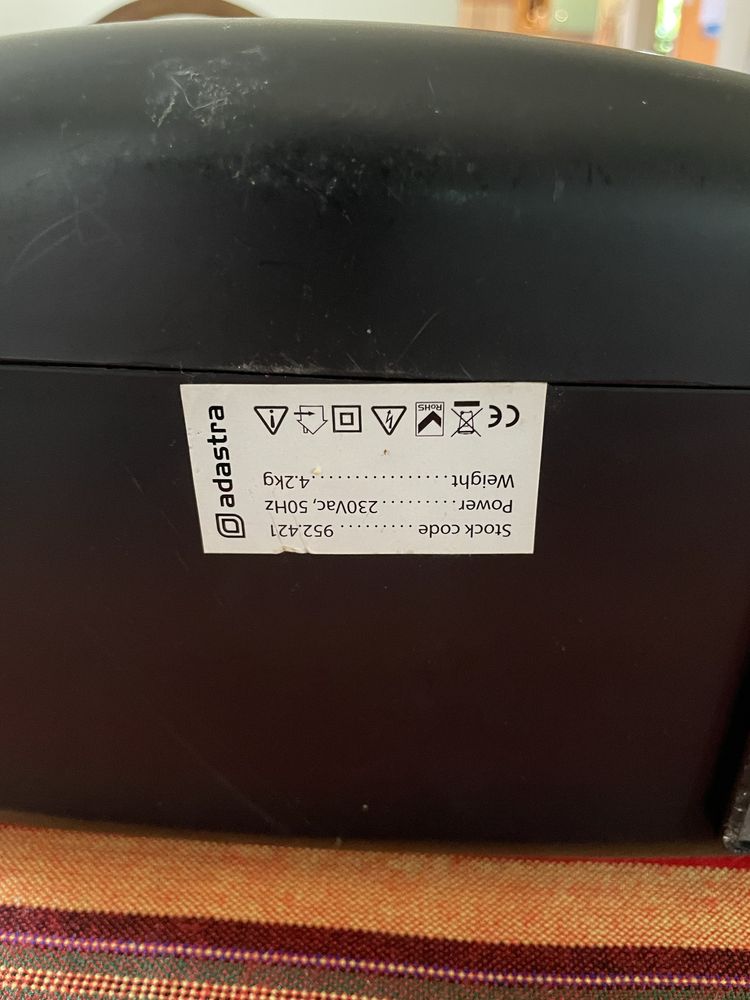 adastra
Stock code .......... 952.421
Power.......... 230Vac, 50Hz
Weight.................4.2kg
CE
RoHS